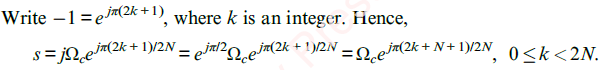 Write −1 = e^{jπ(2k+1)}, where k is an integer. Hence,
s = jΩ_c e^{jπ(2k+1)/2N} = e^{jπ/2}Ω_c e^{jπ(2k+1)/2N} = Ω_c e^{jπ(2k+N+1)/2N}, 0 ≤ k < 2N.